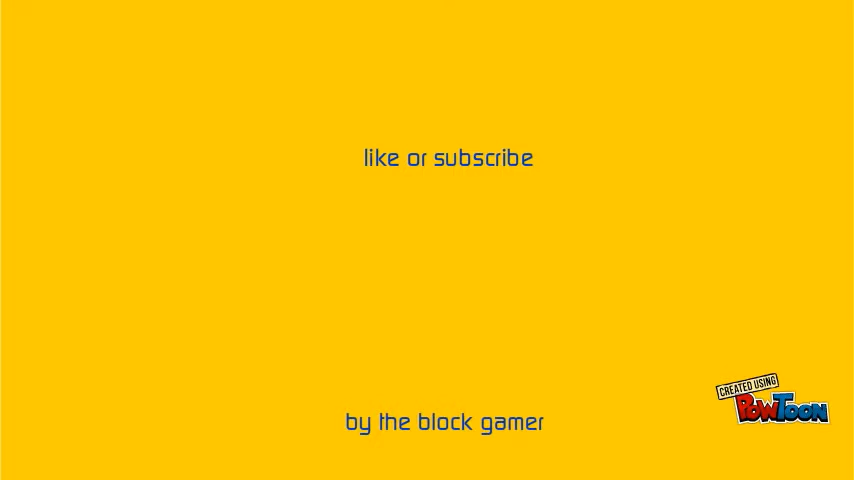 like or subscribe
CREATED USING
POWTOON
by the block gamer